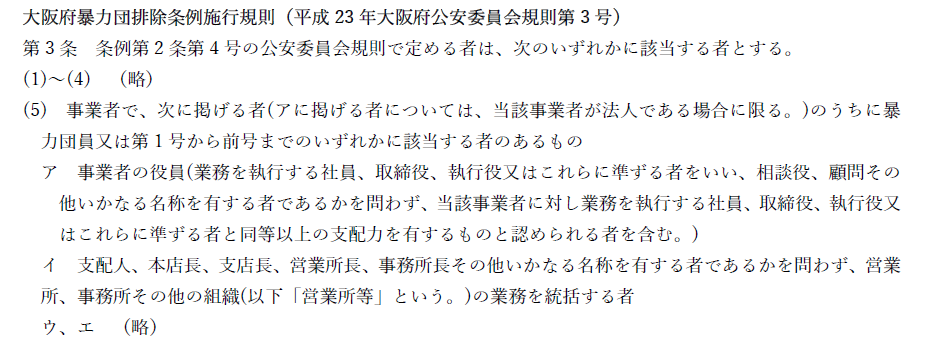 大阪府暴力団排除条例施行規則（平成 23 年大阪府公安委員会規則第 3 号）
第 3 条　条例第 2 条第 4 号の公安委員会規則で定める者は、次のいずれかに該当する者とする。
(1)～(4)　（略）
(5)　事業者で、次に掲げる者(アに掲げる者については、当該事業者が法人である場合に限る。)のうちに暴
力団員又は第 1 号から前号までのいずれかに該当する者のあるもの
ア　事業者の役員(業務を執行する社員、取締役、執行役又はこれらに準ずる者をいい、相談役、顧問その
他いかなる名称を有する者であるかを問わず、当該事業者に対し業務を執行する社員、取締役、執行役又
はこれらに準ずる者と同等以上の支配力を有するものと認められる者を含む。)
イ　支配人、本店長、支店長、営業所長、事務所長その他いかなる名称を有する者であるかを問わず、営業
所、事務所その他の組織(以下「営業所等」という。)の業務を統括する者
ウ、エ　（略）